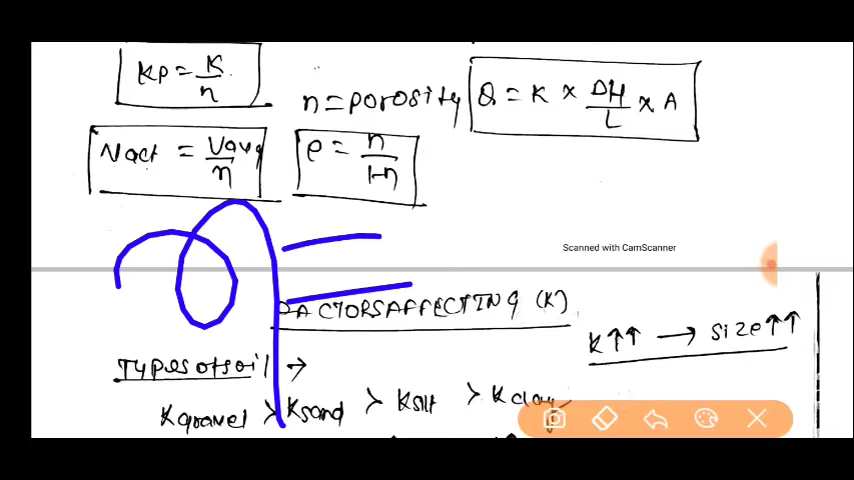 KP = K/n
n = porosity
Q = K × ΔH/L × A
Vact = Vavg/n
e = n/1-n
Scanned with CamScanner
FACTORS AFFECTING (K)
K↑↑ → Size↑↑
Types of soil →
Kgravel > Ksand > Ksilt > Kclay